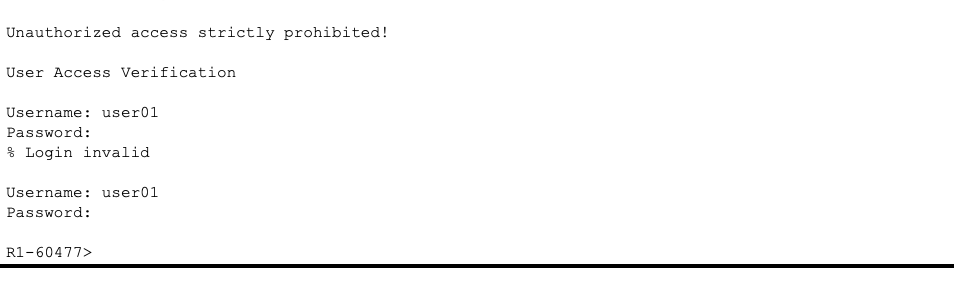 Unauthorized access strictly prohibited!
User Access Verification
Username: user01
Password:
% Login invalid
Username: user01
Password:
R1-60477>